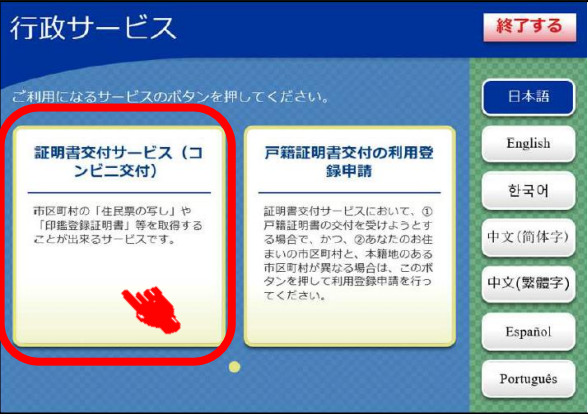 行政サービス
終了する
ご利用になるサービスのボタンを押してください。
証明書交付サービス（コ
ンビニ交付）
市区町村の「住民票の写し」や
「印鑑登録証明書」等を取得する
ことが出来るサービスです。
戸籍証明書交付の利用登
録申請
証明書交付サービスにおいて、①
戸籍証明書の交付を受けようとす
る場合で、かつ、②あなたのお住
まいの市区町村と、本籍地のある
市区町村が異なる場合は、このボ
タンを押して利用登録申請を行っ
てください。
日本語
English
한국어
中文(简体字)
中文(繁體字)
Español
Português